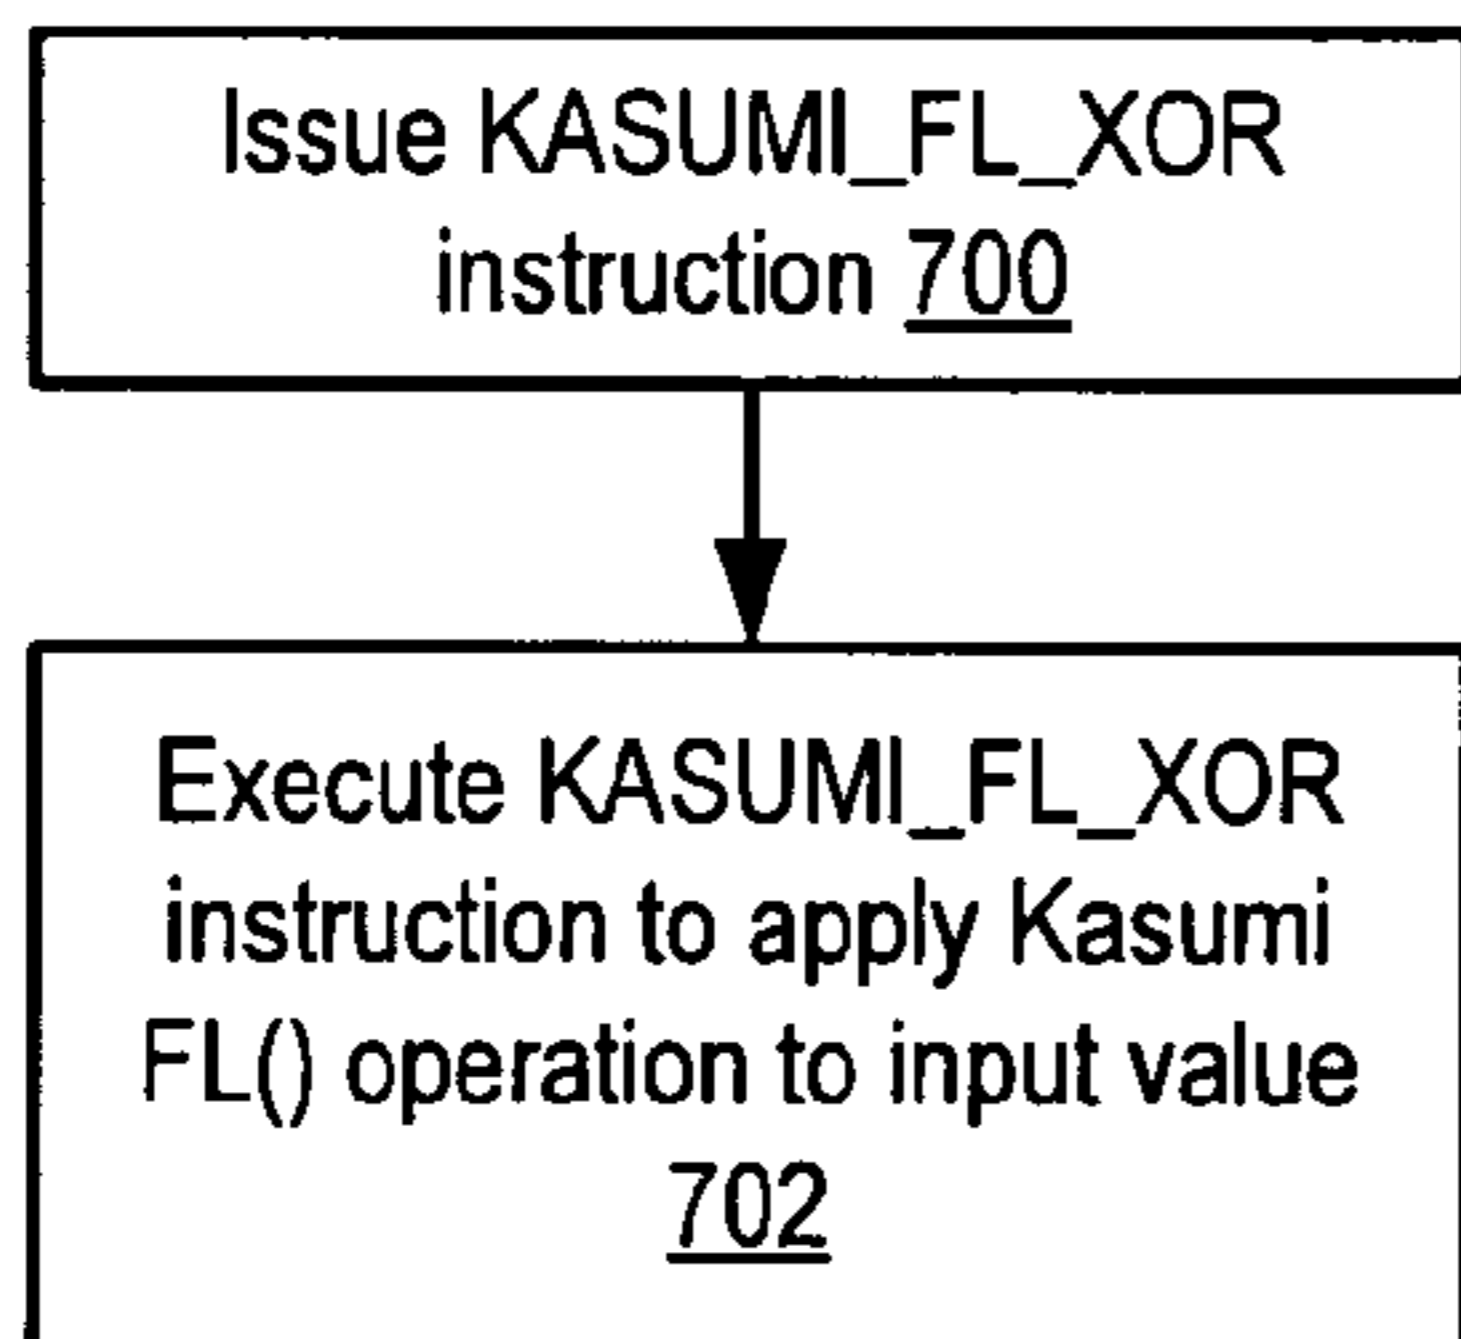 Issue KASUMI_FL_XOR
instruction 700
Execute KASUMI_FL_XOR
instruction to apply Kasumi
FL() operation to input value
702